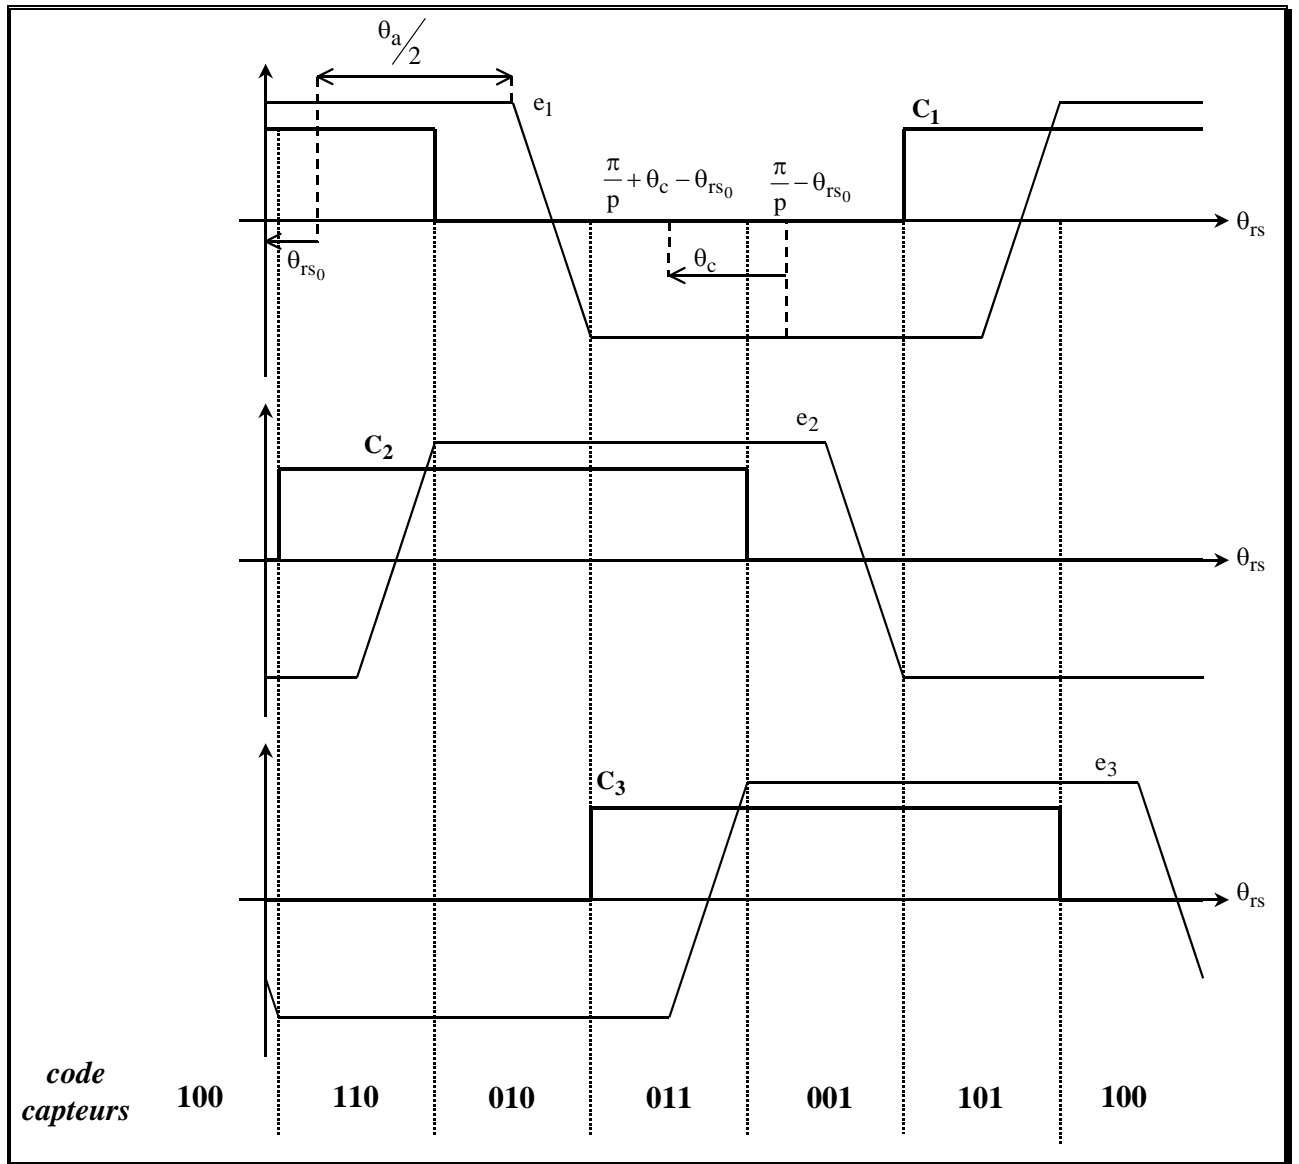 θa/2
e1
C1
π/p + θc − θrs0
π/p − θrs0
θrs
θrs0
θc
e2
C2
θrs
e3
C3
θrs
code
capteurs
100 110 010 011 001 101 100